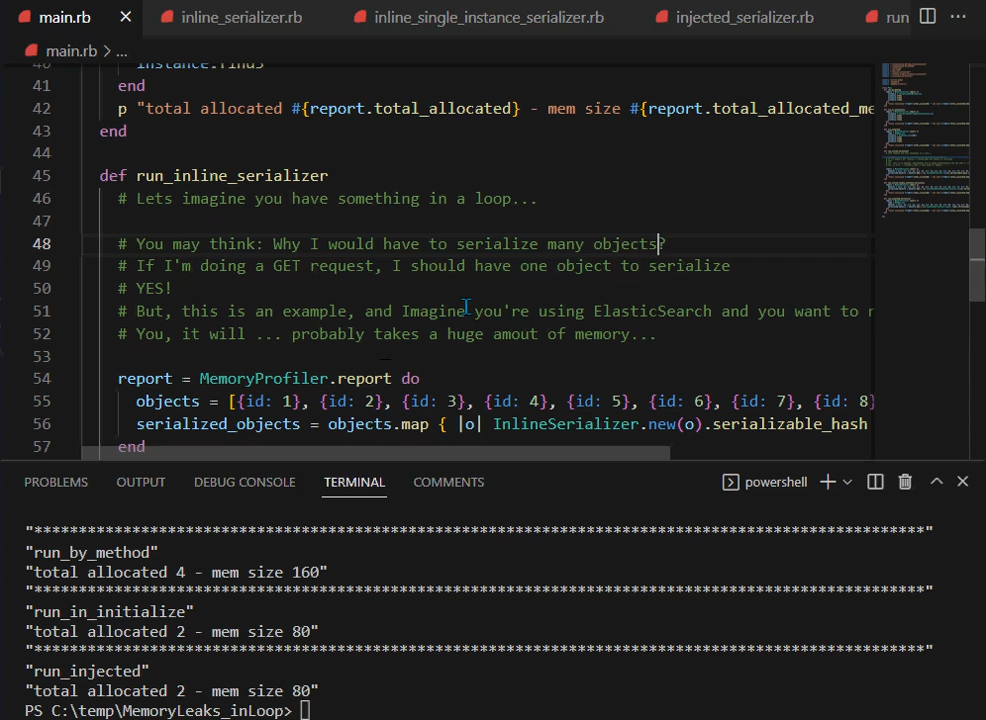 main.rb
inline_serializer.rb
inline_single_instance_serializer.rb
injected_serializer.rb
run
main.rb > ...
40 instance.find3
41 end
42 p "total allocated #{report.total_allocated} - mem size #{report.total_allocated_me
43 end
44
45 def run_inline_serializer
46 # Lets imagine you have something in a loop...
47
48 # You may think: Why I would have to serialize many objects?
49 # If I'm doing a GET request, I should have one object to serialize
50 # YES!
51 # But, this is an example, and Imagine you're using ElasticSearch and you want to r
52 # You, it will ... probably takes a huge amout of memory...
53
54 report = MemoryProfiler.report do
55 objects = [{id: 1}, {id: 2}, {id: 3}, {id: 4}, {id: 5}, {id: 6}, {id: 7}, {id: 8}
56 serialized_objects = objects.map { |o| InlineSerializer.new(o).serializable_hash
57 end
PROBLEMS OUTPUT DEBUG CONSOLE TERMINAL COMMENTS powershell
"****************************************************************************************************"
"run_by_method"
"total allocated 4 - mem size 160"
"****************************************************************************************************"
"run_in_initialize"
"total allocated 2 - mem size 80"
"****************************************************************************************************"
"run_injected"
"total allocated 2 - mem size 80"
PS C:\temp\MemoryLeaks_inLoop>